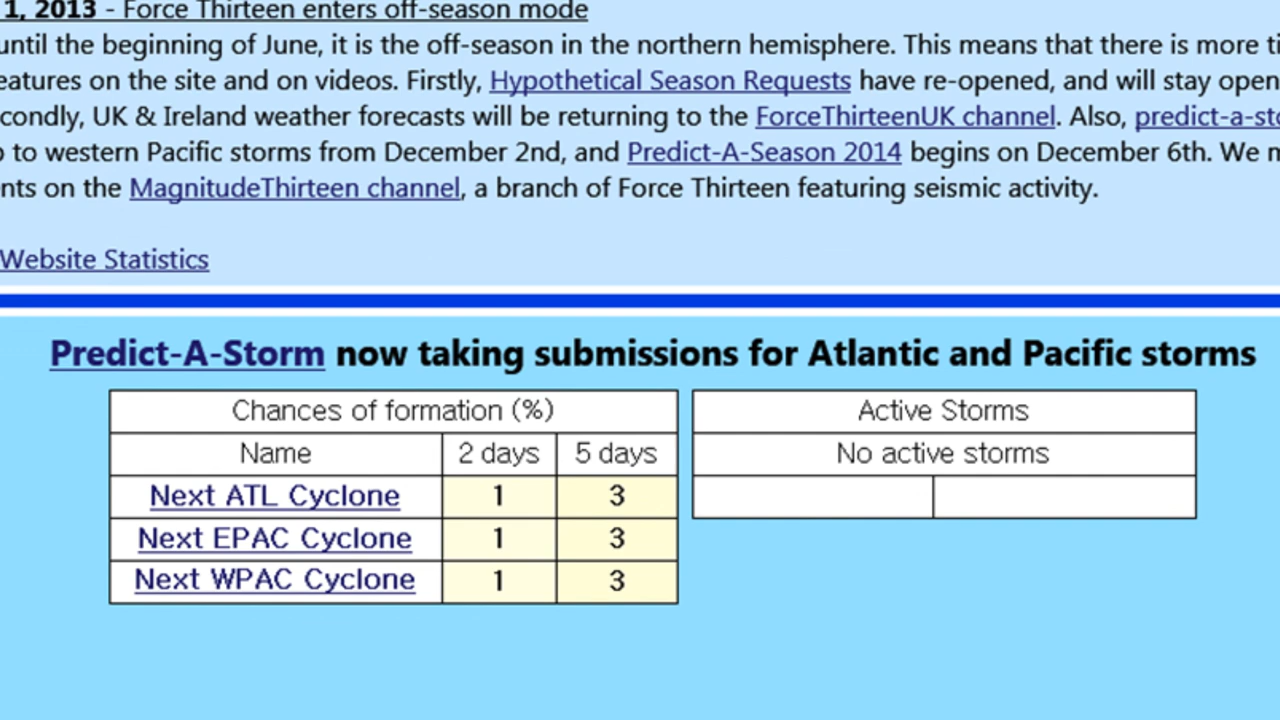 1, 2013 - Force Thirteen enters off-season mode
until the beginning of June, it is the off-season in the northern hemisphere. This means that there is more
eatures on the site and on videos. Firstly, Hypothetical Season Requests have re-opened, and will stay open
condly, UK & Ireland weather forecasts will be returning to the ForceThirteenUK channel. Also, predict-a-sto
to western Pacific storms from December 2nd, and Predict-A-Season 2014 begins on December 6th. We
nts on the MagnitudeThirteen channel, a branch of Force Thirteen featuring seismic activity.
Website Statistics
Predict-A-Storm now taking submissions for Atlantic and Pacific storms
Chances of formation (%)
Name 2 days 5 days
Next ATL Cyclone 1 3
Next EPAC Cyclone 1 3
Next WPAC Cyclone 1 3
Active Storms
No active storms